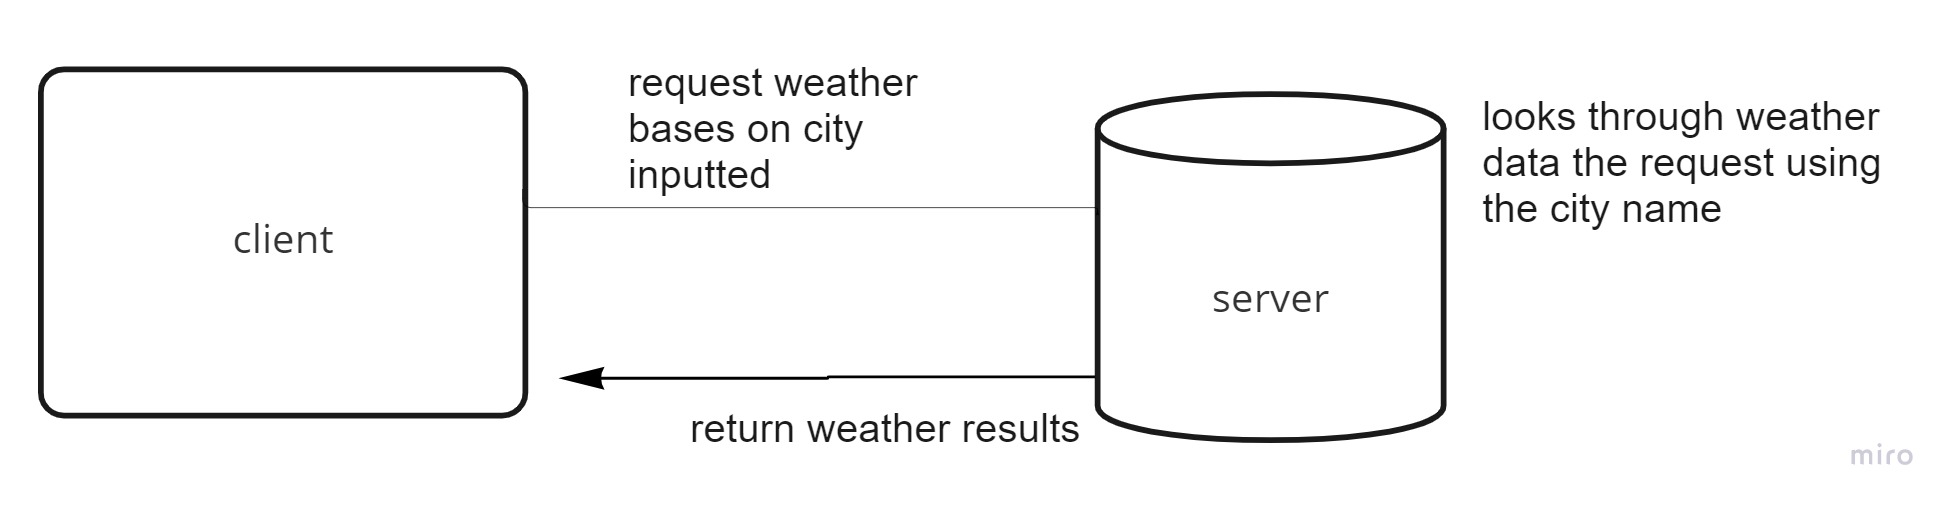 request weather
bases on city
inputted
client
looks through weather
data the request using
the city name
server
return weather results
miro